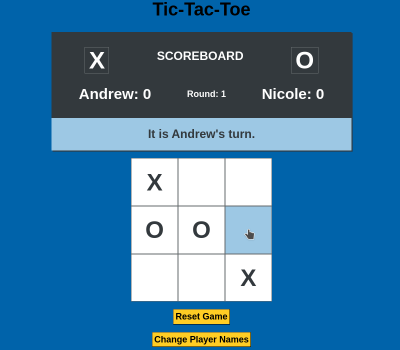 Tic-Tac-Toe
X SCOREBOARD O
Andrew: 0 Round: 1 Nicole: 0
It is Andrew's turn.
X
O O
X
Reset Game
Change Player Names